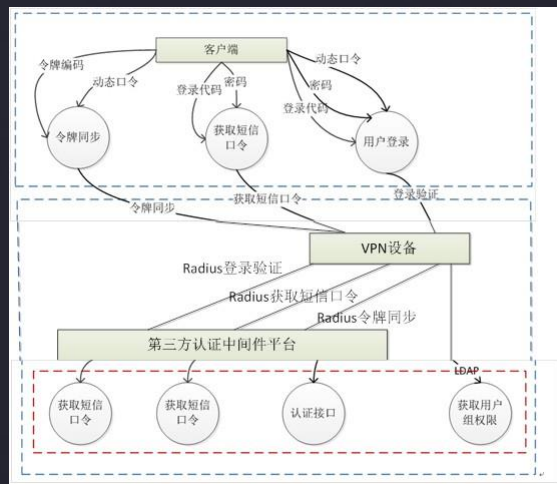 客户端
令牌编码
动态口令
登录代码
密码
动态口令
密码
登录代码
令牌同步
获取短信
口令
用户登录
令牌同步
获取短信口令
登录验证
VPN设备
Radius登录验证
Radius获取短信口令
Radius令牌同步
第三方认证中间件平台
LDAP
获取短信
口令
获取短信
口令
认证接口
获取用户
组权限